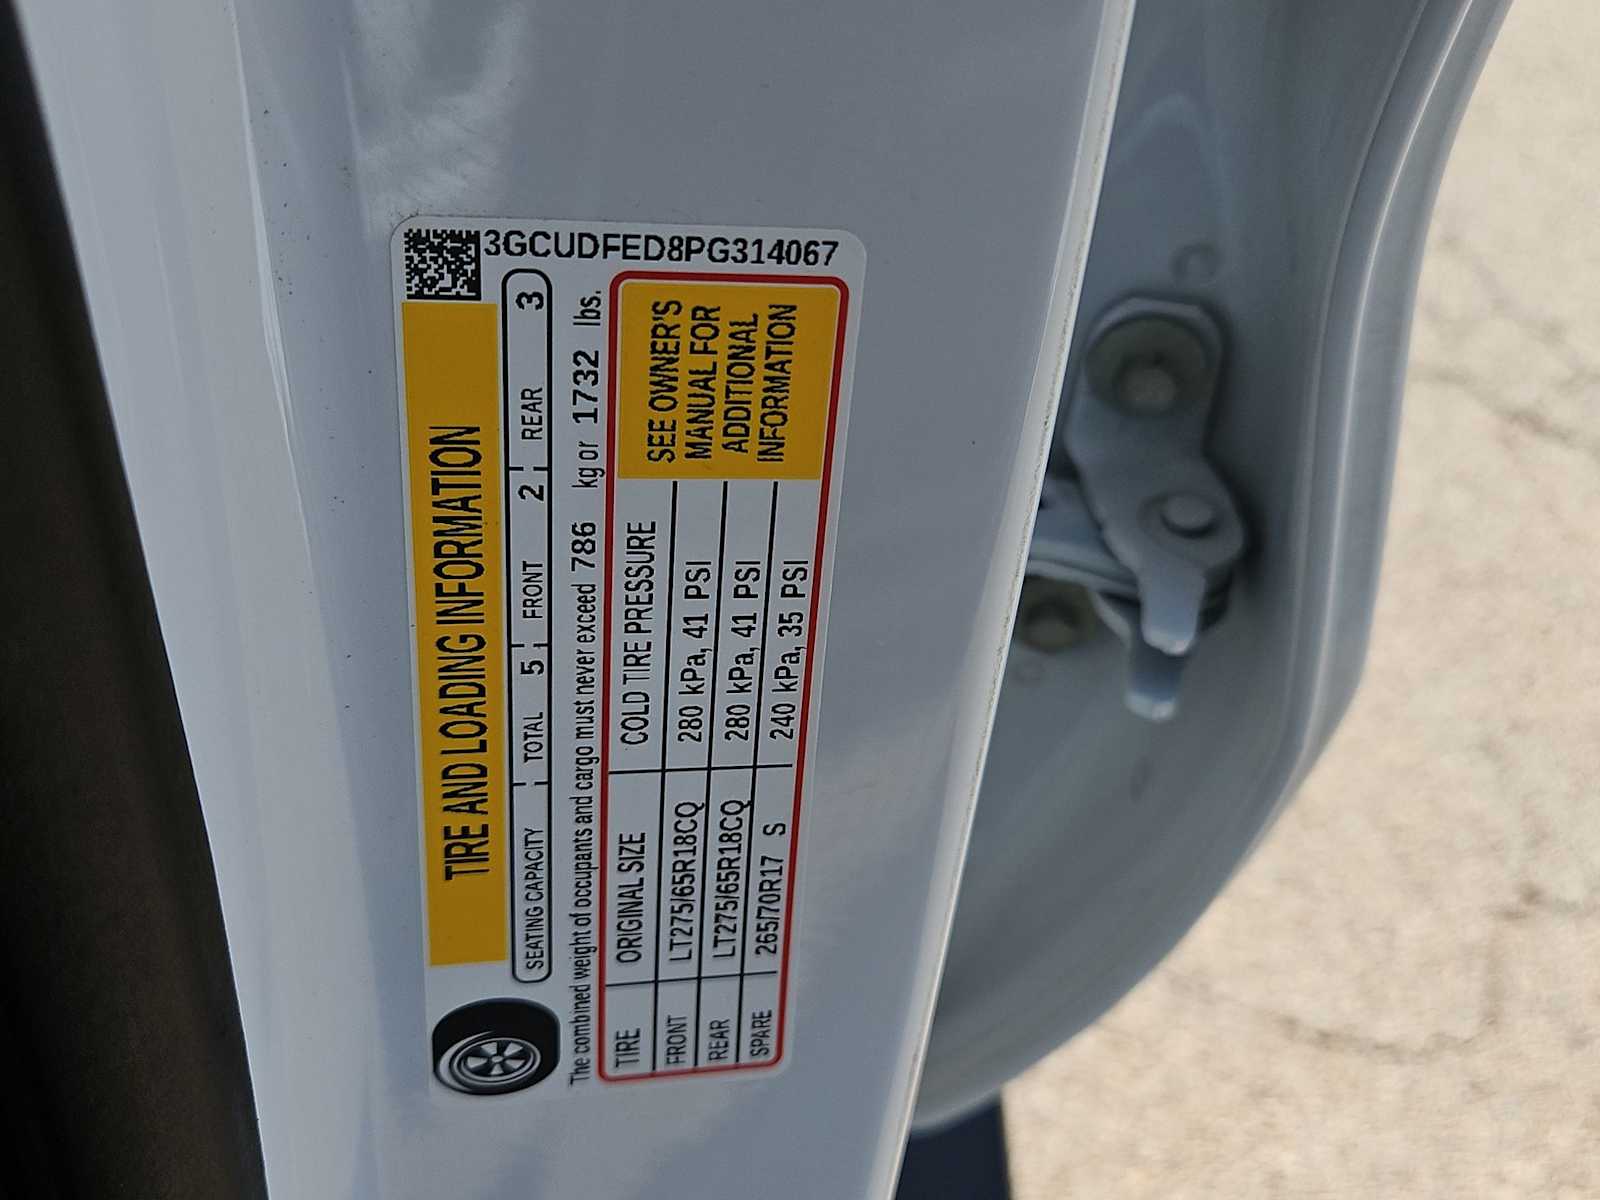 3GCUDFED8PG314067
TIRE AND LOADING INFORMATION
SEATING CAPACITY TOTAL 5 FRONT 2 REAR 3
The combined weight of occupants and cargo must never exceed 786 kg or 1732 lbs.
TIRE ORIGINAL SIZE COLD TIRE PRESSURE
FRONT LT275/65R18CQ 280 kPa, 41 PSI
REAR LT275/65R18CQ 280 kPa, 41 PSI
SPARE 265/70R17 S 240 kPa, 35 PSI
SEE OWNER'S
MANUAL FOR
ADDITIONAL
INFORMATION